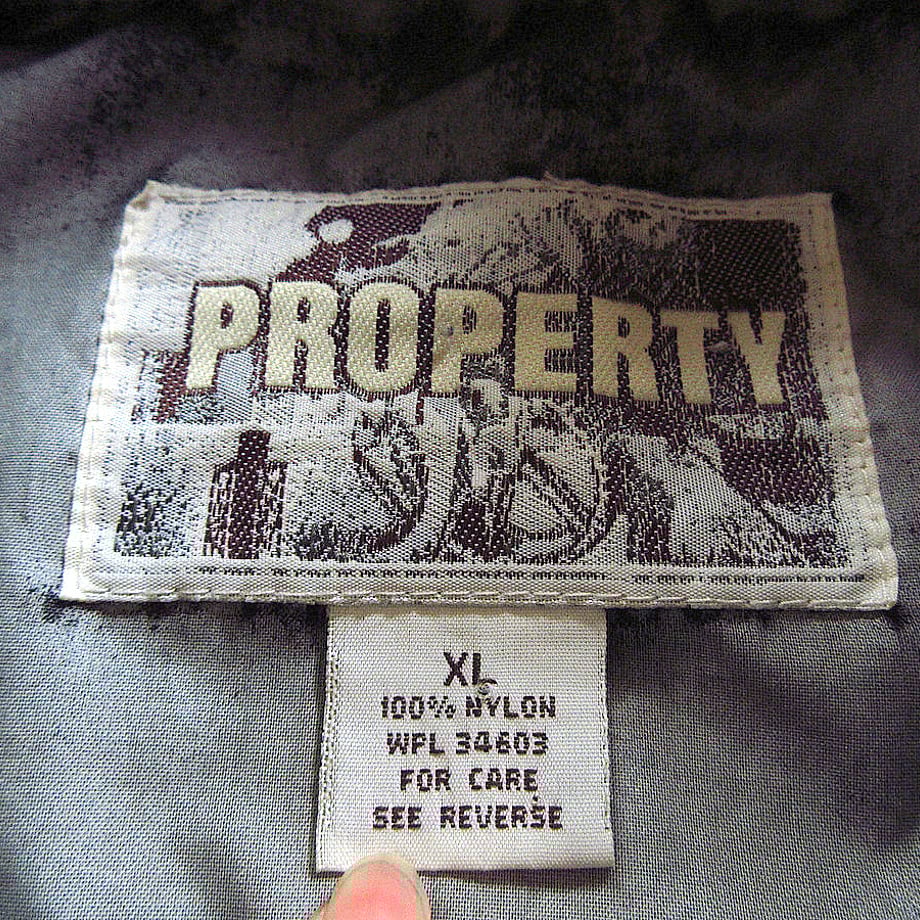 PROPERTY
XL
100% NYLON
WPL 34603
FOR CARE
SEE REVERSE